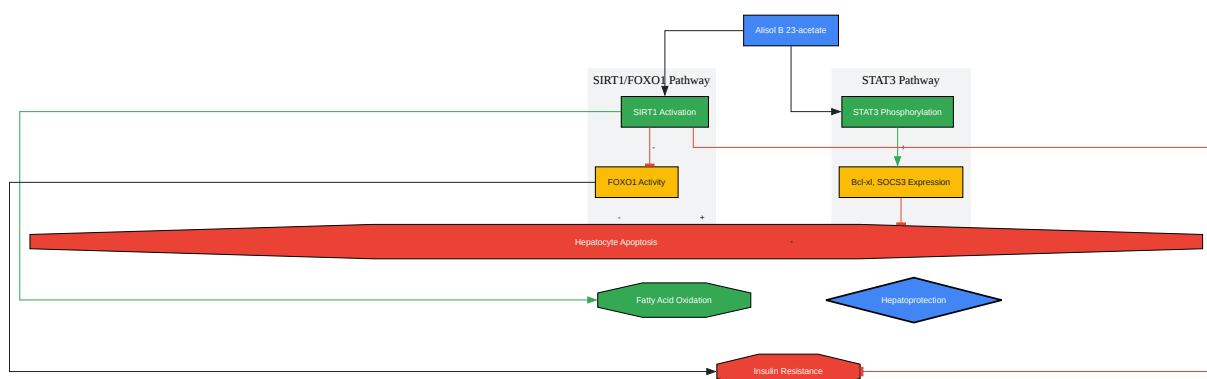 Alisol B 23-acetate
SIRT1/FOXO1 Pathway
STAT3 Pathway
SIRT1 Activation
STAT3 Phosphorylation
-
+
FOXO1 Activity
Bcl-xl, SOCS3 Expression
-
+
Hepatocyte Apoptosis
-
Fatty Acid Oxidation
Hepatoprotection
Insulin Resistance